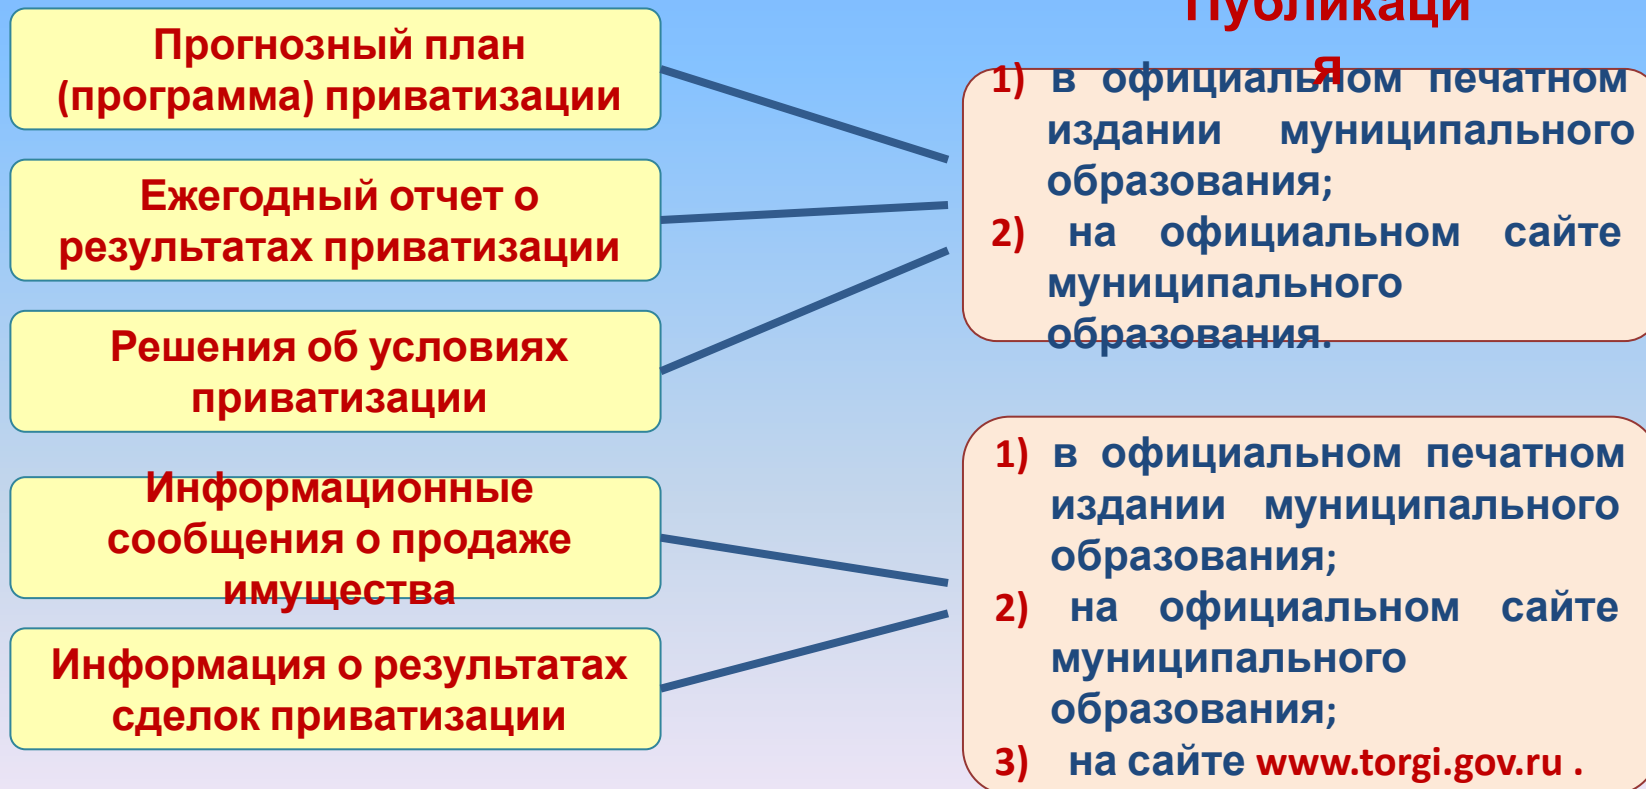 Прогнозный план
(программа) приватизации
Ежегодный отчет о
результатах приватизации
Решения об условиях
приватизации
Информационные
сообщения о продаже
имущества
Информация о результатах
сделок приватизации
Публикаци
я
1) в официальном печатном
издании муниципального
образования;
2) на официальном сайте
муниципального
образования.
1) в официальном печатном
издании муниципального
образования;
2) на официальном сайте
муниципального
образования;
3) на сайте www.torgi.gov.ru .